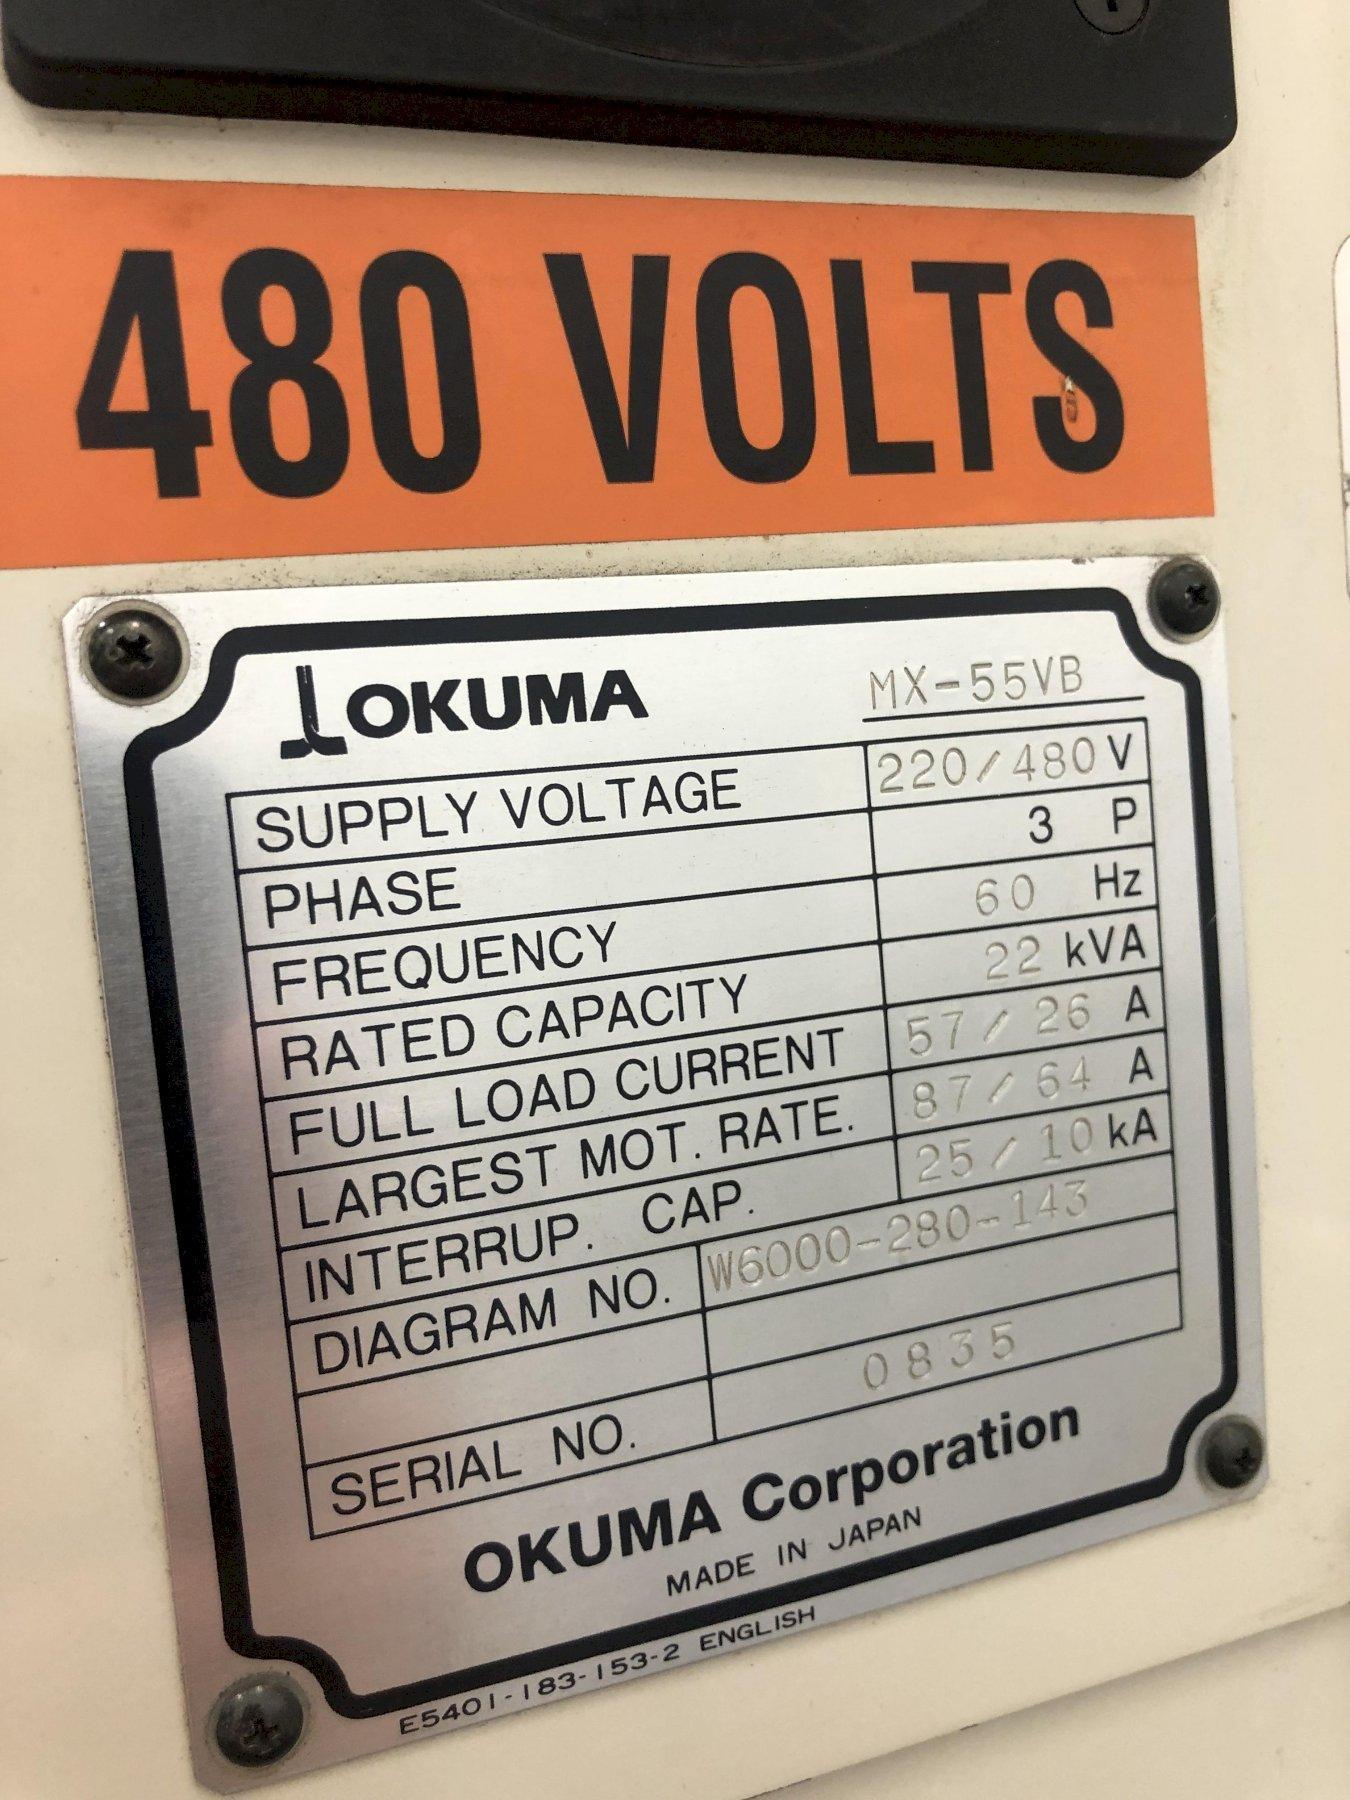 480 VOLTS
OKUMA MX-55VB
SUPPLY VOLTAGE 220/480 V
PHASE 3 P
FREQUENCY 60 Hz
RATED CAPACITY 22 kVA
FULL LOAD CURRENT 57/26 A
LARGEST MOT. RATE. 87/64 A
INTERRUP. CAP. 25/10 kA
DIAGRAM NO. W6000-280-143
SERIAL NO. 0835
OKUMA Corporation
MADE IN JAPAN
E5401-183-153-2 ENGLISH